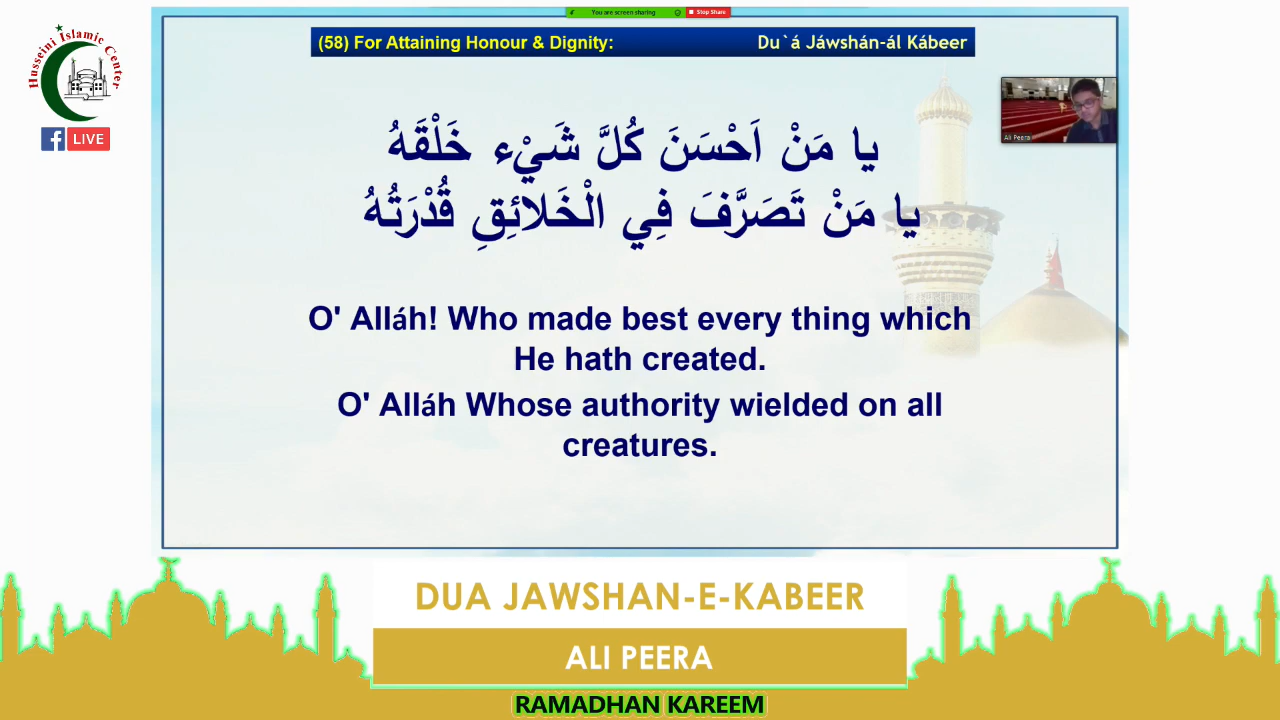 You are screen sharing
Stop Share
Husseini Islamic Center
f LIVE
(58) For Attaining Honour & Dignity: Du`á Jáwshán-ál Kábeer
Ali Peera
يا مَنْ اَحْسَنَ كُلَّ شَيْء خَلْقَهُ
يا مَنْ تَصَرَّفَ فِي الْخَلائِقِ قُدْرَتُهُ
O' Alláh! Who made best every thing which
He hath created.
O' Alláh Whose authority wielded on all
creatures.
DUA JAWSHAN-E-KABEER
ALI PEERA
RAMADHAN KAREEM